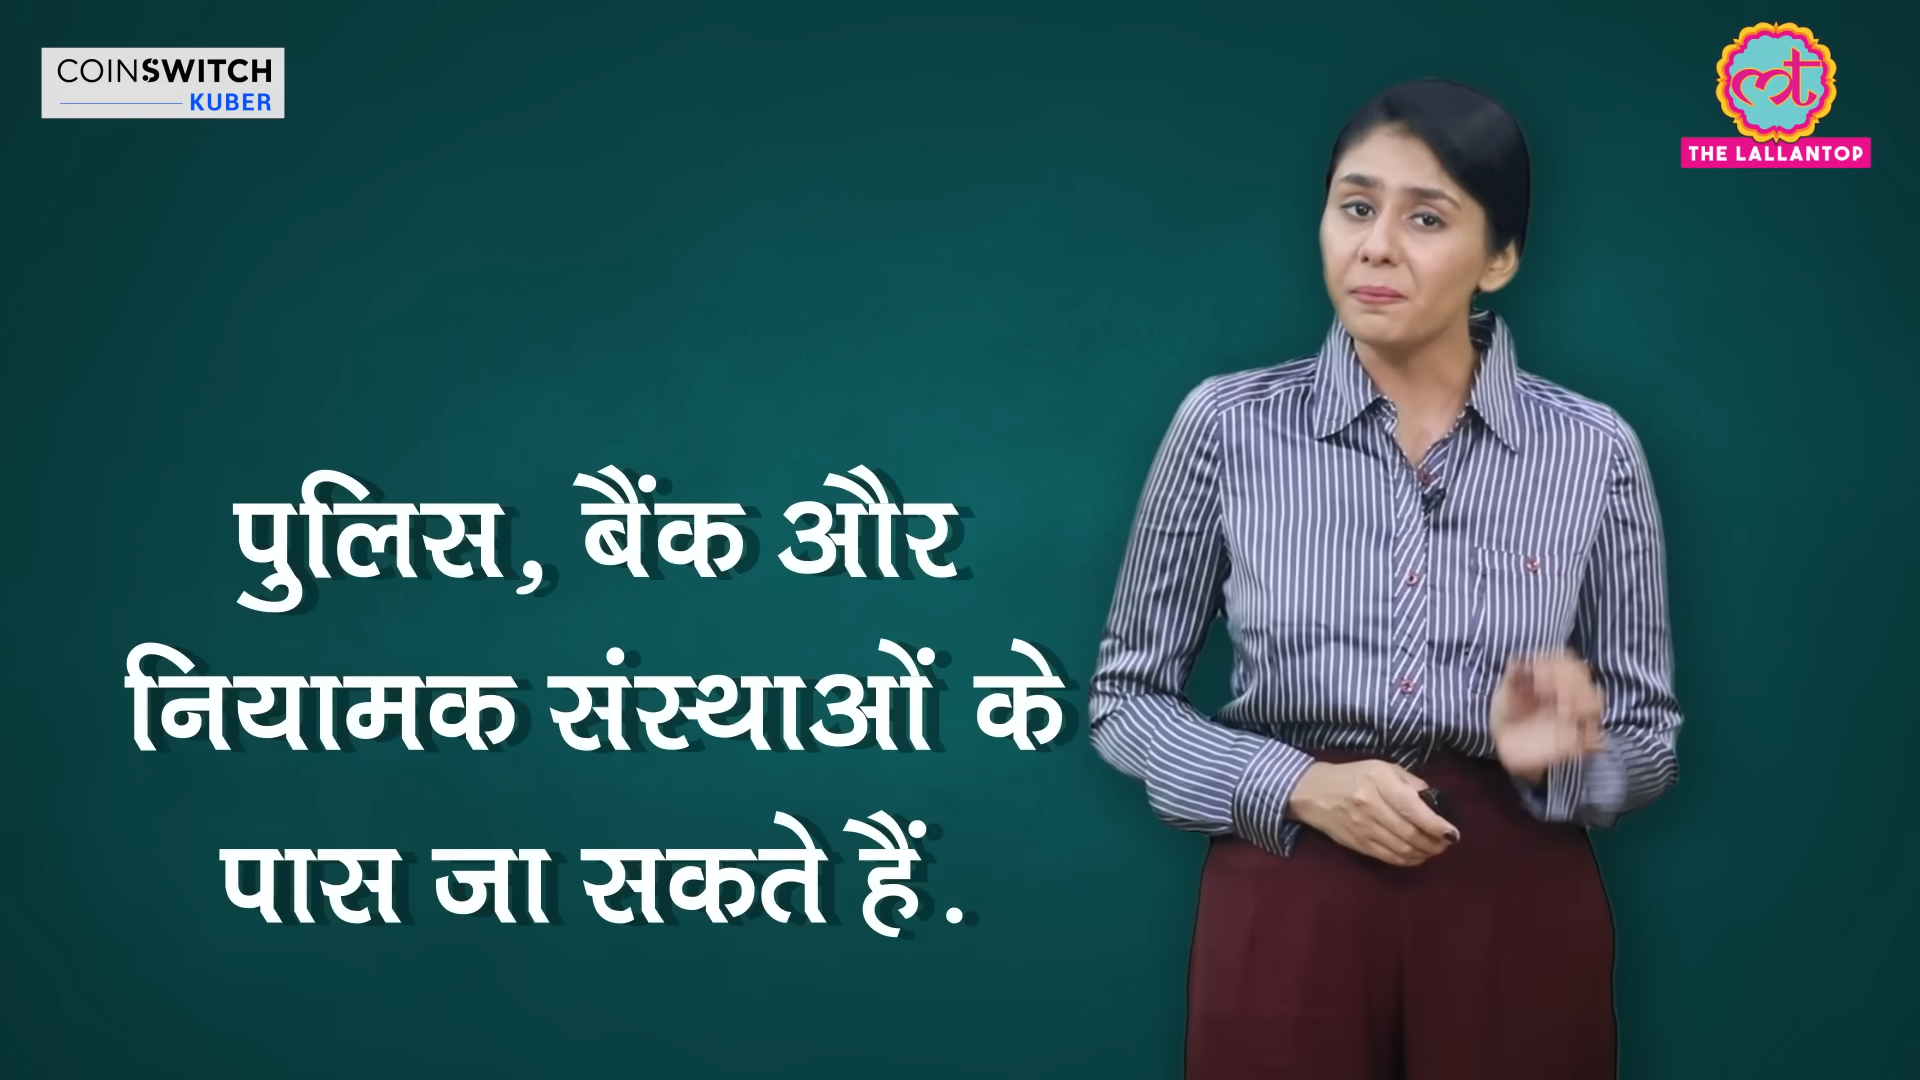 COINSWITCH
KUBER
THE LALLANTOP
पुलिस, बैंक और
नियामक संस्थाओं के
पास जा सकते हैं.